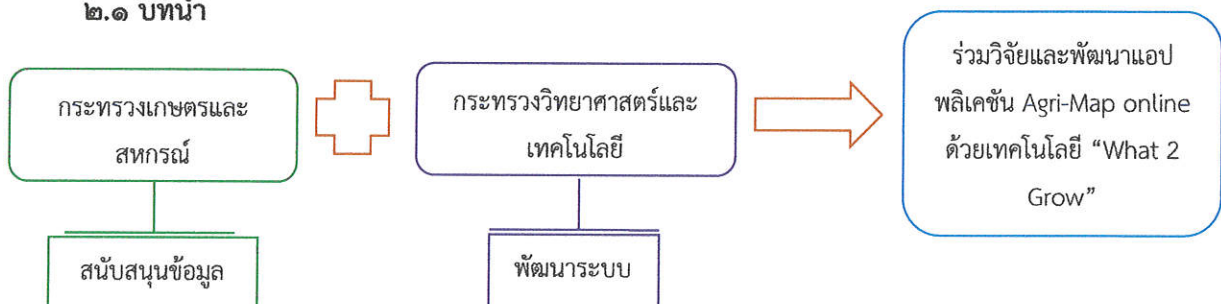 ๒.๑ บทนำ
กระทรวงเกษตรและ
สหกรณ์
กระทรวงวิทยาศาสตร์และ
เทคโนโลยี
ร่วมวิจัยและพัฒนาแอป
พลิเคชัน Agri-Map online
ด้วยเทคโนโลยี “What 2
Grow”
สนับสนุนข้อมูล
พัฒนาระบบ